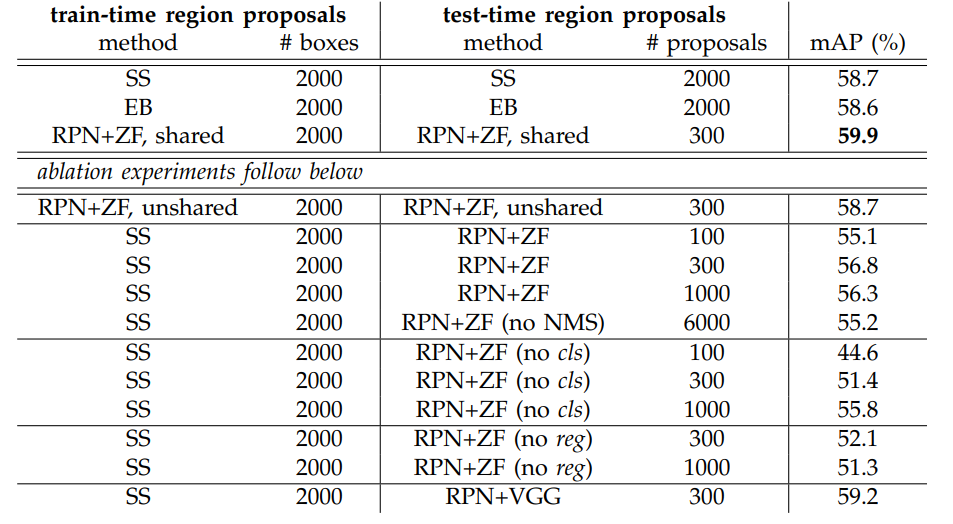 train-time region proposals test-time region proposals
method # boxes method # proposals mAP (%)
SS 2000 SS 2000 58.7
EB 2000 EB 2000 58.6
RPN+ZF, shared 2000 RPN+ZF, shared 300 59.9
ablation experiments follow below
RPN+ZF, unshared 2000 RPN+ZF, unshared 300 58.7
SS 2000 RPN+ZF 100 55.1
SS 2000 RPN+ZF 300 56.8
SS 2000 RPN+ZF 1000 56.3
SS 2000 RPN+ZF (no NMS) 6000 55.2
SS 2000 RPN+ZF (no cls) 100 44.6
SS 2000 RPN+ZF (no cls) 300 51.4
SS 2000 RPN+ZF (no cls) 1000 55.8
SS 2000 RPN+ZF (no reg) 300 52.1
SS 2000 RPN+ZF (no reg) 1000 51.3
SS 2000 RPN+VGG 300 59.2